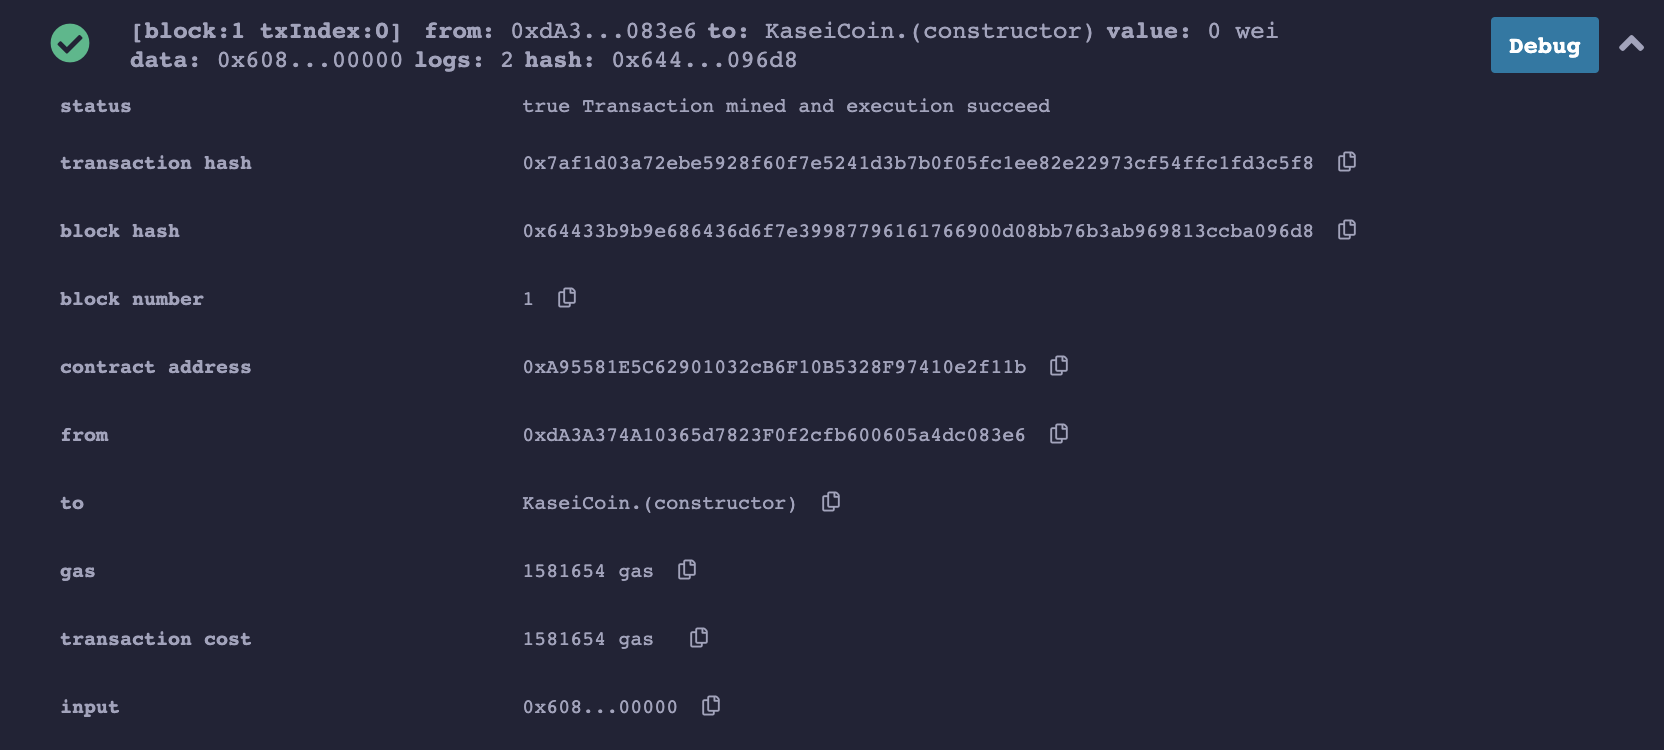 [block:1 txIndex:0] from: 0xdA3...083e6 to: KaseiCoin.(constructor) value: 0 wei
data: 0x608...00000 logs: 2 hash: 0x644...096d8
Debug
status true Transaction mined and execution succeed
transaction hash 0x7af1d03a72ebe5928f60f7e5241d3b7b0f05fc1ee82e22973cf54ffc1fd3c5f8
block hash 0x64433b9b9e686436d6f7e39987796161766900d08bb76b3ab969813ccba096d8
block number 1
contract address 0xA95581E5C62901032cB6F10B5328F97410e2f11b
from 0xdA3A374A10365d7823F0f2cfb600605a4dc083e6
to KaseiCoin.(constructor)
gas 1581654 gas
transaction cost 1581654 gas
input 0x608...00000